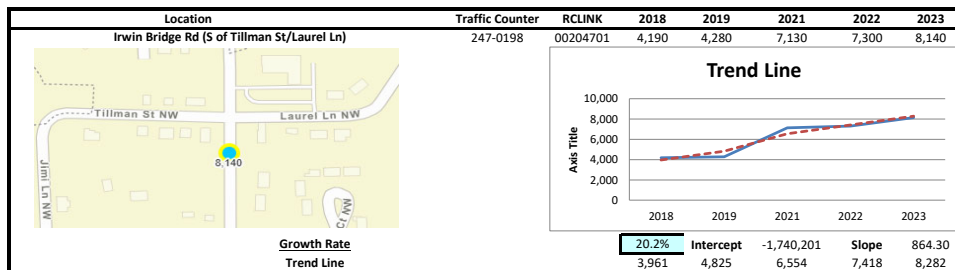 Location Traffic Counter RCLINK 2018 2019 2021 2022 2023
Irwin Bridge Rd (S of Tillman St/Laurel Ln) 247-0198 00204701 4,190 4,280 7,130 7,300 8,140
Tillman St NW
Laurel Ln NW
8,140
Jimi Ln NW
Ct NW
Trend Line
Axis Title
10,000
8,000
6,000
4,000
2,000
0
2018 2019 2021 2022 2023
Growth Rate 20.2% Intercept -1,740,201 Slope 864.30
Trend Line 3,961 4,825 6,554 7,418 8,282